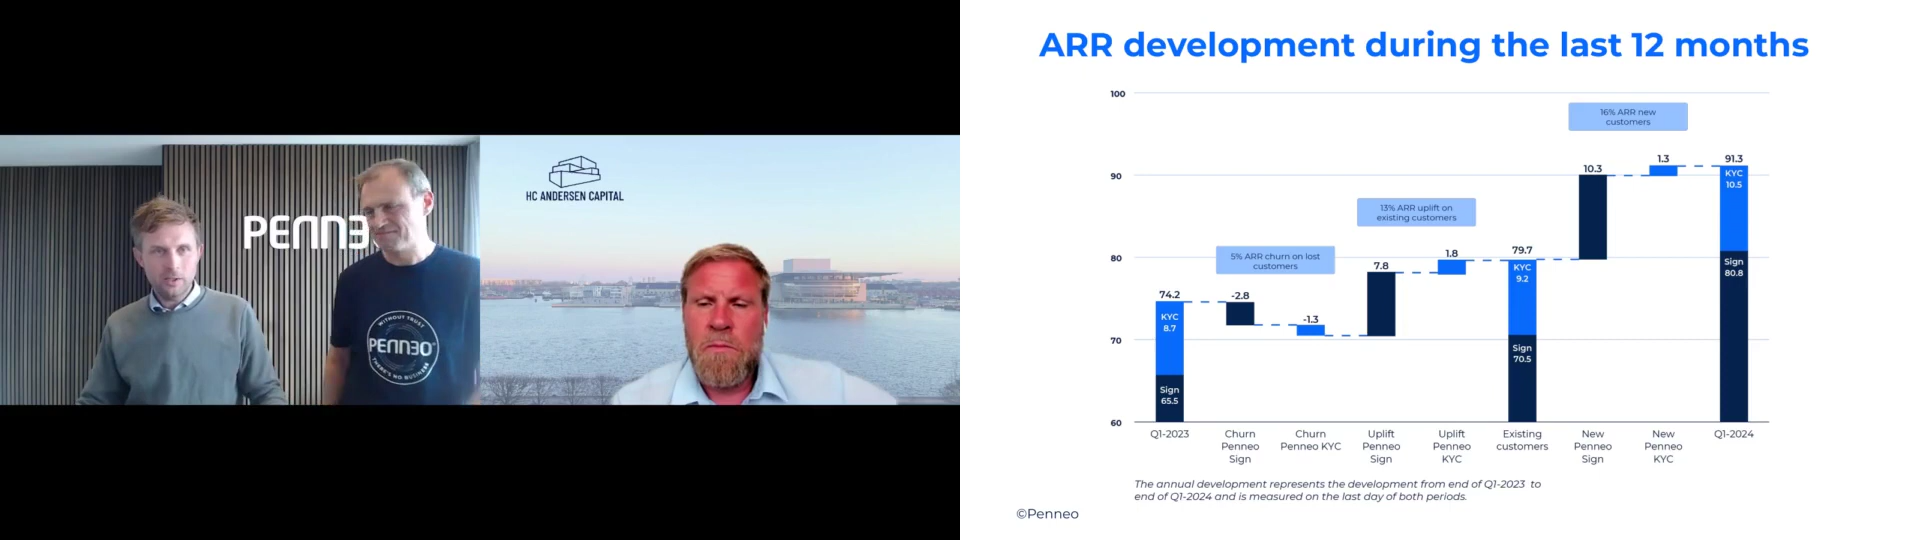 PENNEO
WITHOUT TRUST
PENNEO
THERE'S NO BUSINESS
HC ANDERSEN CAPITAL
ARR development during the last 12 months
100
90
80
70
60
5% ARR churn on lost
customers
13% ARR uplift on
existing customers
16% ARR new
customers
74.2
KYC
8.7
Sign
65.5
-2.8
-1.3
7.8
1.8
79.7
KYC
9.2
Sign
70.5
10.3
1.3
91.3
KYC
10.5
Sign
80.8
Q1-2023
Churn
Penneo
Sign
Churn
Penneo KYC
Uplift
Penneo
Sign
Uplift
Penneo
KYC
Existing
customers
New
Penneo
Sign
New
Penneo
KYC
Q1-2024
The annual development represents the development from end of Q1-2023 to
end of Q1-2024 and is measured on the last day of both periods.
©Penneo